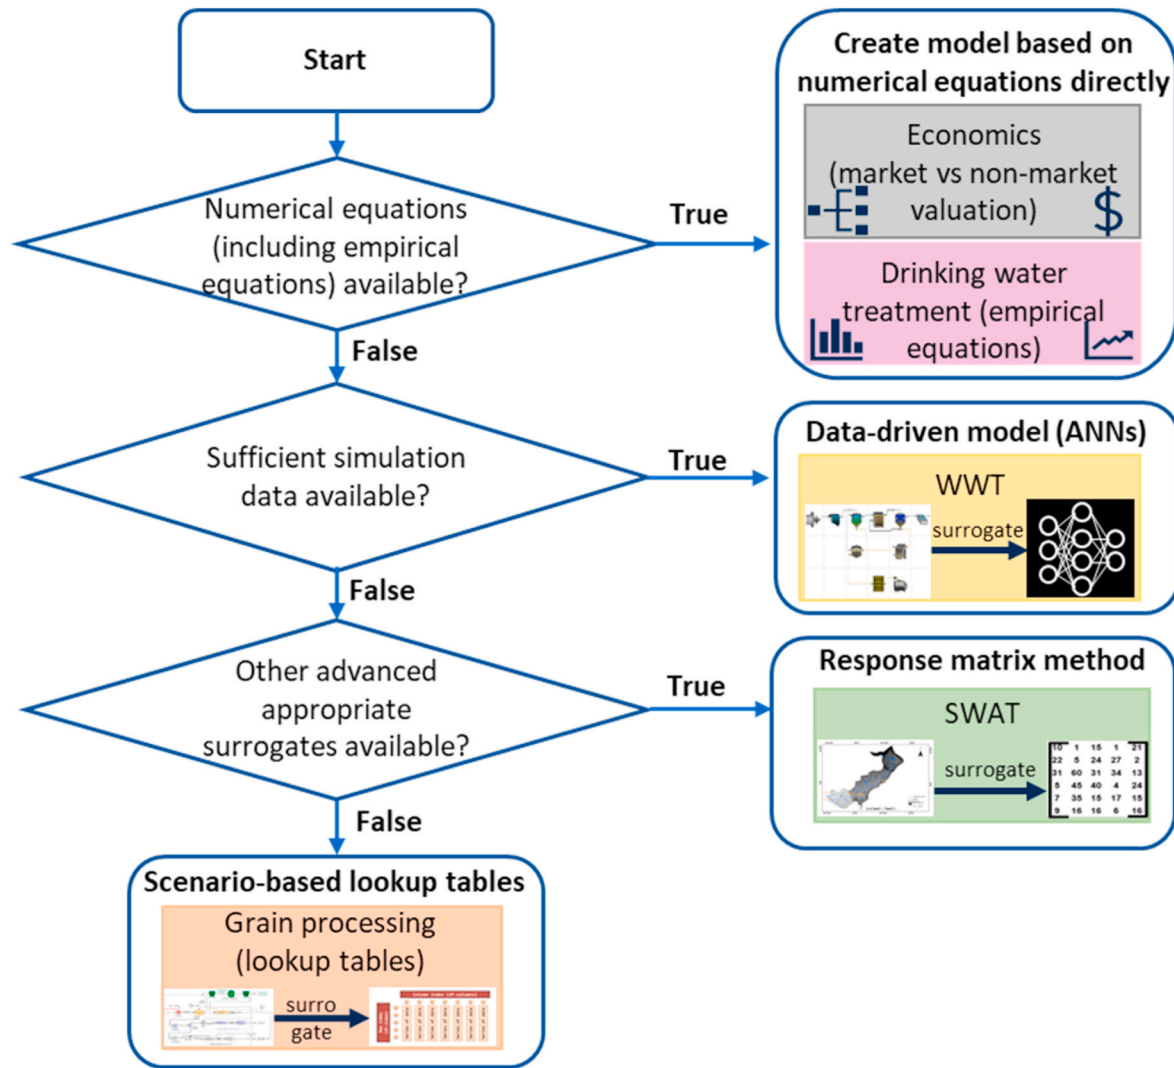 Start
Create model based on
numerical equations directly
Economics
(market vs non-market
valuation)
$
Drinking water
treatment (empirical
equations)
Numerical equations
(including empirical
equations) available?
True
False
Sufficient simulation
data available?
True
Data-driven model (ANNs)
WWT
surrogate
False
Other advanced
appropriate
surrogates available?
True
Response matrix method
SWAT
surrogate
10 1 15 1 21
22 5 24 27 2
31 60 31 34 13
5 45 40 4 24
7 35 15 17 15
9 16 16 6 16
False
Scenario-based lookup tables
Grain processing
(lookup tables)
surro
gate